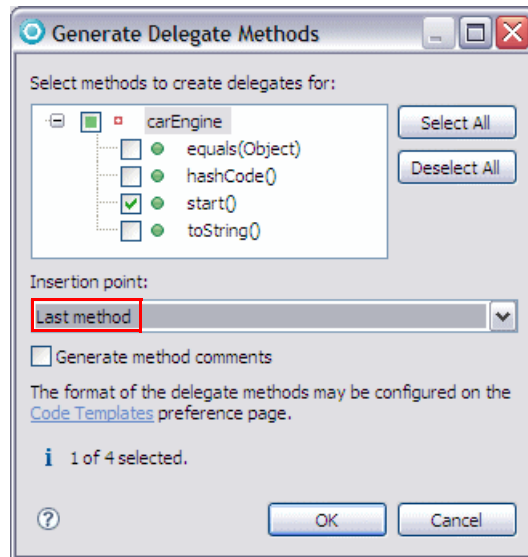 Generate Delegate Methods
Select methods to create delegates for:
carEngine
Select All
equals(Object)
Deselect All
hashCode()
start()
toString()
Insertion point:
Last method
Generate method comments
The format of the delegate methods may be configured on the
Code Templates preference page.
i 1 of 4 selected.
?
OK Cancel